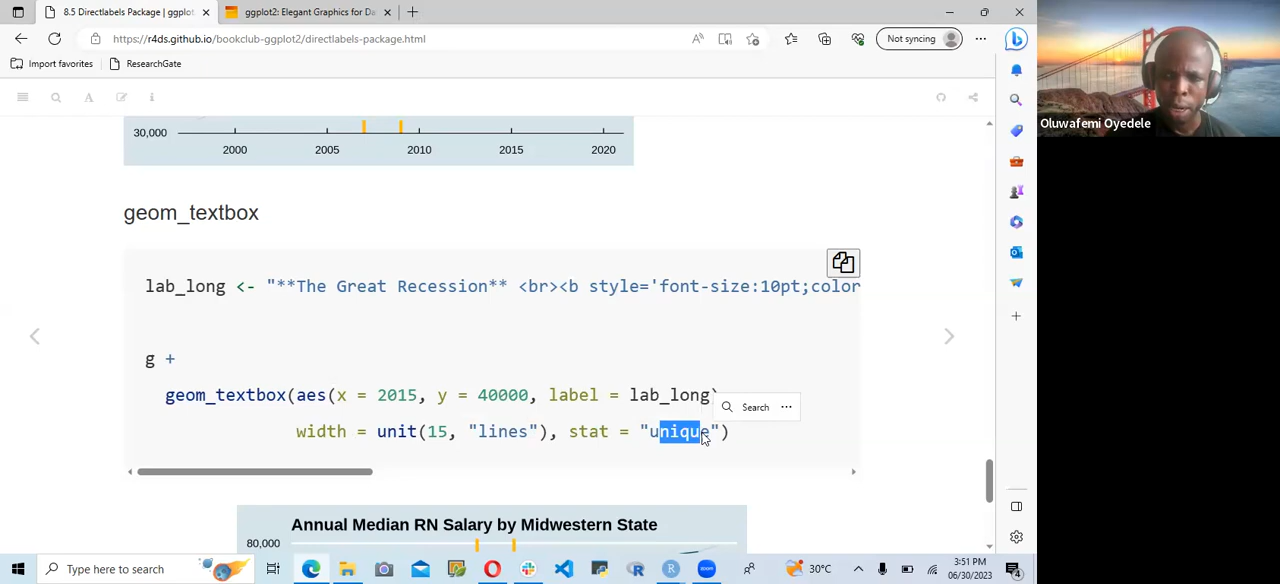 8.5 Directlabels Package | ggplot
ggplot2: Elegant Graphics for Da
https://r4ds.github.io/bookclub-ggplot2/directlabels-package.html
Not syncing
Import favorites
ResearchGate
Oluwafemi Oyedele
30,000
2000 2005 2010 2015 2020
geom_textbox
lab_long <- "**The Great Recession** <br><b style='font-size:10pt;color
g +
geom_textbox(aes(x = 2015, y = 40000, label = lab_long)
Search
width = unit(15, "lines"), stat = "unique")
Annual Median RN Salary by Midwestern State
80,000
Type here to search
30°C
3:51 PM
06/30/2023